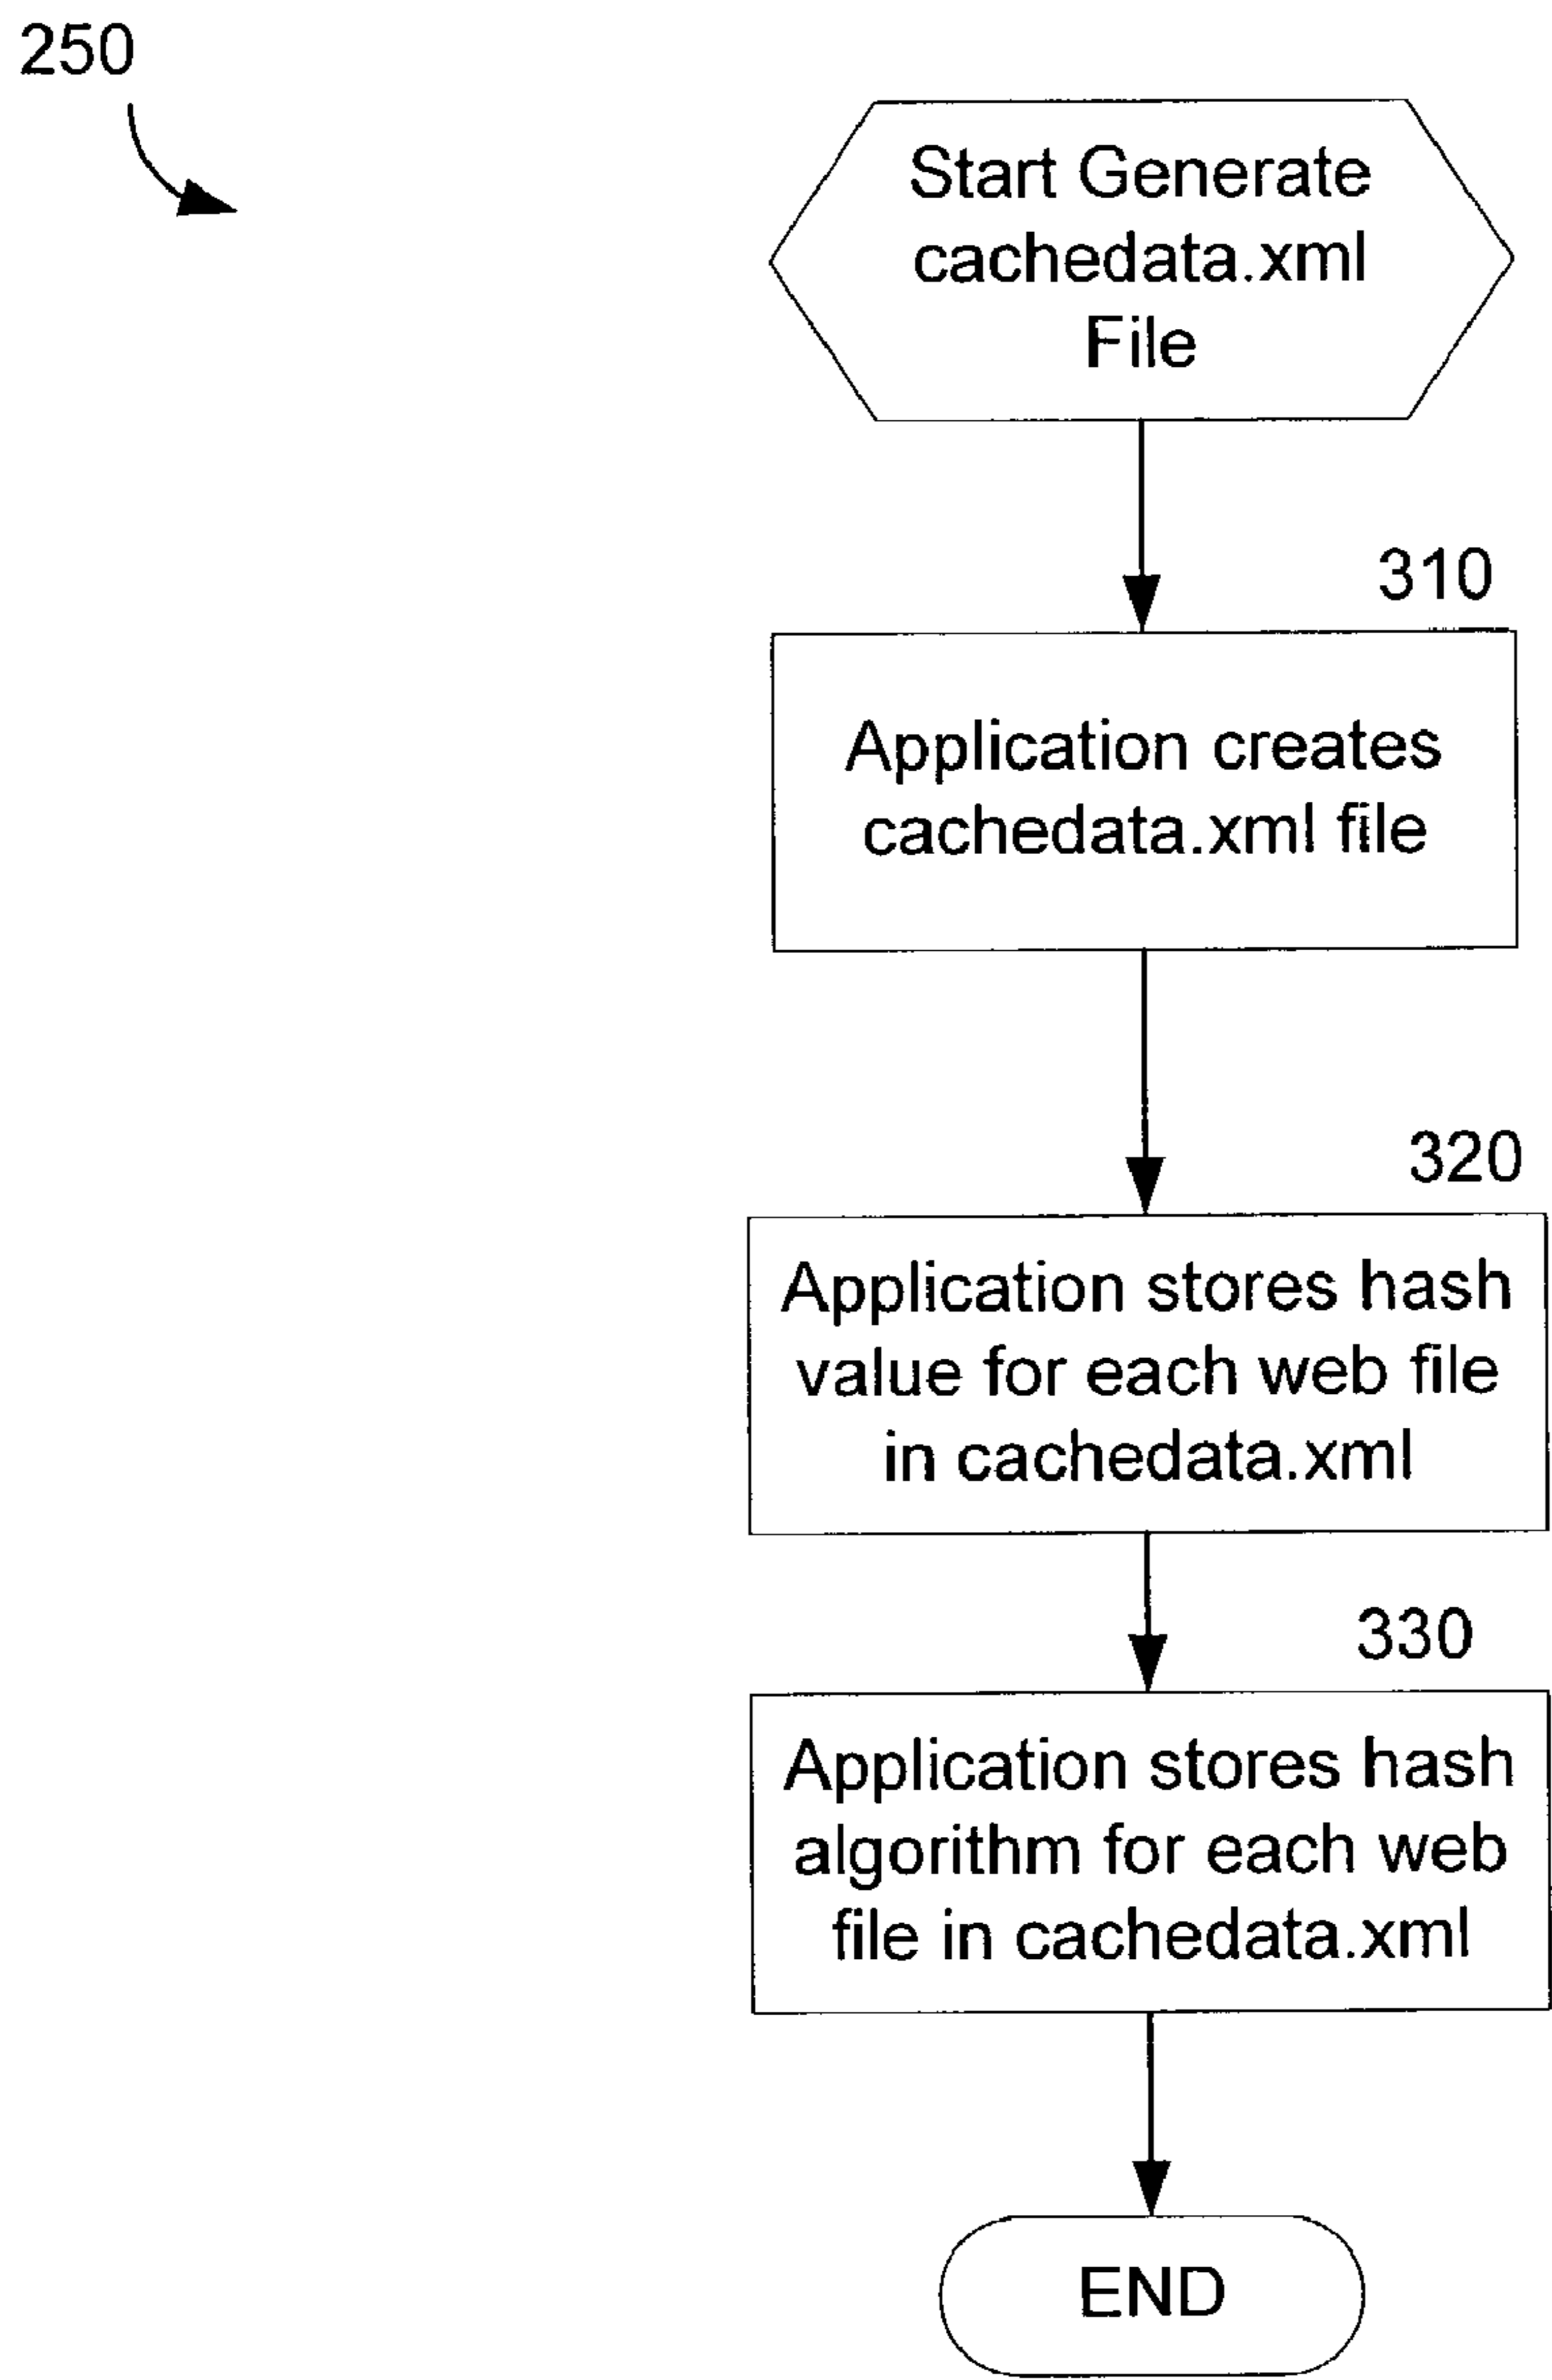 250
Start Generate
cachedata.xml
File
310
Application creates
cachedata.xml file
320
Application stores hash
value for each web file
in cachedata.xml
330
Application stores hash
algorithm for each web
file in cachedata.xml
END